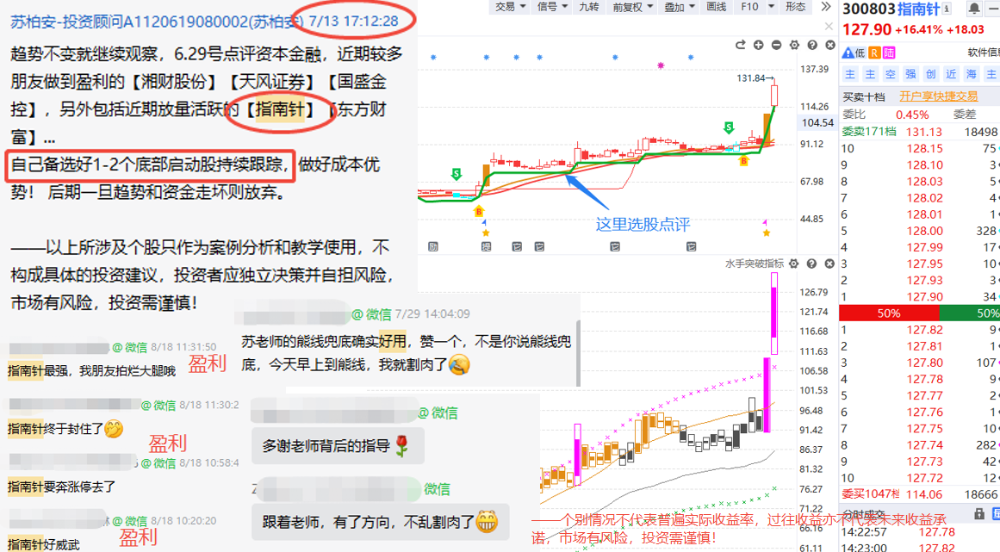 苏柏安-投资顾问A1120619080002(苏柏安) 7/13 17:12:28
趋势不变就继续观察，6.29号点评资本金融，近期较多
朋友做到盈利的【湘财股份】【天风证券】【国盛金
控】，另外包括近期放量活跃的【指南针】【东方财
富】...
自己备选好1-2个底部启动股持续跟踪，做好成本优
势！后期一旦趋势和资金走坏则放弃。
——以上所涉及个股只作为案例分析和教学使用，不
构成具体的投资建议，投资者应独立决策并自担风险，
市场有风险，投资需谨慎！
@ 微信 7/29 14:04:09
苏老师的能线兜底确实好用，赞一个，不是你说能线兜
底，今天早上到能线，我就割肉了
@ 微信 8/18 11:31:50
指南针最强，我朋友拍烂大腿哦
盈利
@ 微信 8/18 11:30:2
指南针终于封住了
盈利
@ 微信 8/18 10:58:4
指南针要奔涨停去了
@ 微信 8/18 10:20:20
指南针好威武
盈利
@ 微信
多谢老师背后的指导
微信
跟着老师，有了方向，不乱割肉了
交易 信号 九转 前复权 叠加 画线 F10 形态
137.39
131.84→
114.26
104.54
91.12
67.98
44.85
S
B
S
B
这里选股点评
水手突破指标
126.79
121.74
116.68
111.63
106.58
101.53
96.48
91.42
86.37
81.32
76.27
71.22
66.16
61.11
——个别情况不代表普遍实际收益率，过往收益亦不代表未来收益承
诺，市场有风险，投资需谨慎！
300803 指南针
127.90 +16.41% +18.03
低 R 陆 软件信息
主 主 空 强 创 近 海 主
买卖十档 开户享快捷交易
委比 0.45% 委差
委卖171档 131.13 18498
10 128.15 75
9 128.10 3
8 128.03 5
7 128.02 4
6 128.01 1
5 128.00 328
4 127.99 17
3 127.95 10
2 127.93 3
1 127.90 34
50% 50%
1 127.82 9
2 127.81 1
3 127.80 107
4 127.78 9
5 127.77 2
6 127.76 1
7 127.75 10
8 127.74 282
9 127.73 42
10 127.72 12
委买1047档 114.06 18666
分时成交
14:22:57 127.78
14:23:00 127.82